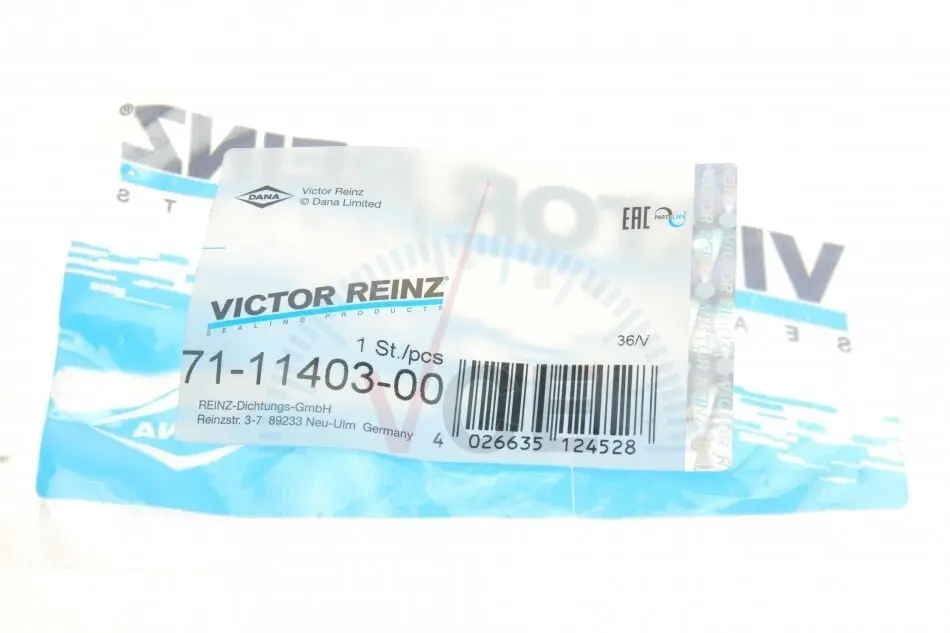 DANA
Victor Reinz
© Dana Limited
EAC
PARTSLIFE
VICTOR REINZ®
SEALING PRODUCTS
36/V
1 St./pcs
71-11403-00
REINZ-Dichtungs-GmbH
Reinzstr. 3-7 89233 Neu-Ulm Germany
4 026635 124528